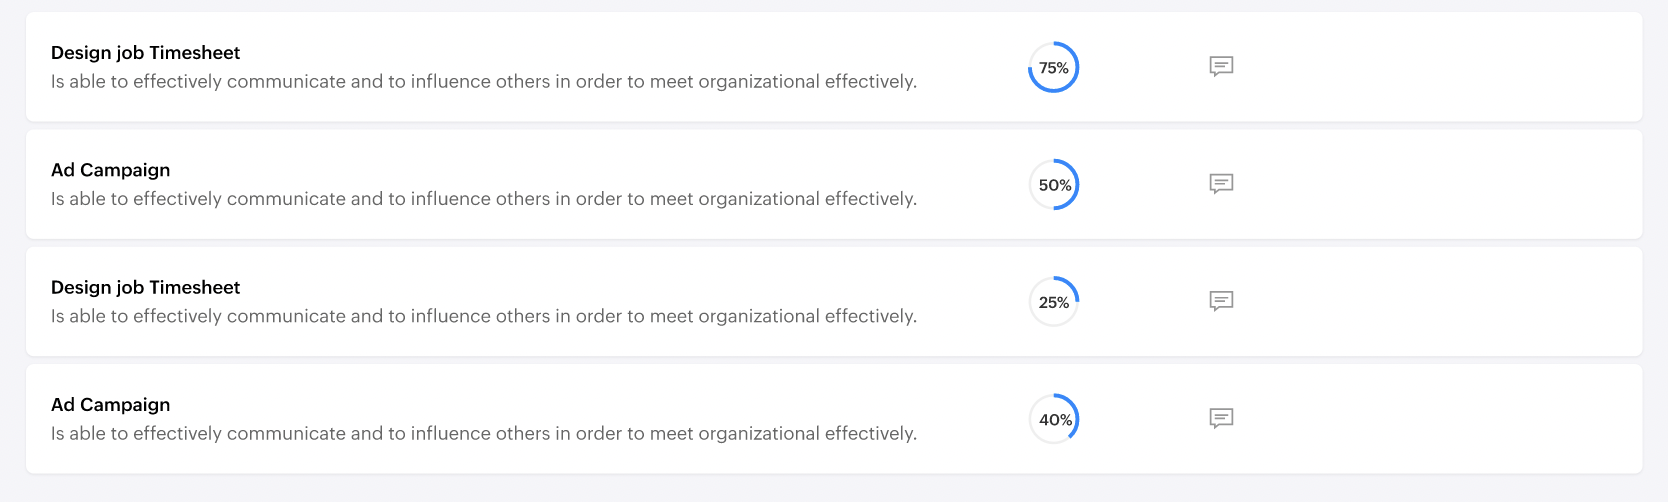 Design job Timesheet
Is able to effectively communicate and to influence others in order to meet organizational effectively.
75%
Ad Campaign
Is able to effectively communicate and to influence others in order to meet organizational effectively.
50%
Design job Timesheet
Is able to effectively communicate and to influence others in order to meet organizational effectively.
25%
Ad Campaign
Is able to effectively communicate and to influence others in order to meet organizational effectively.
40%